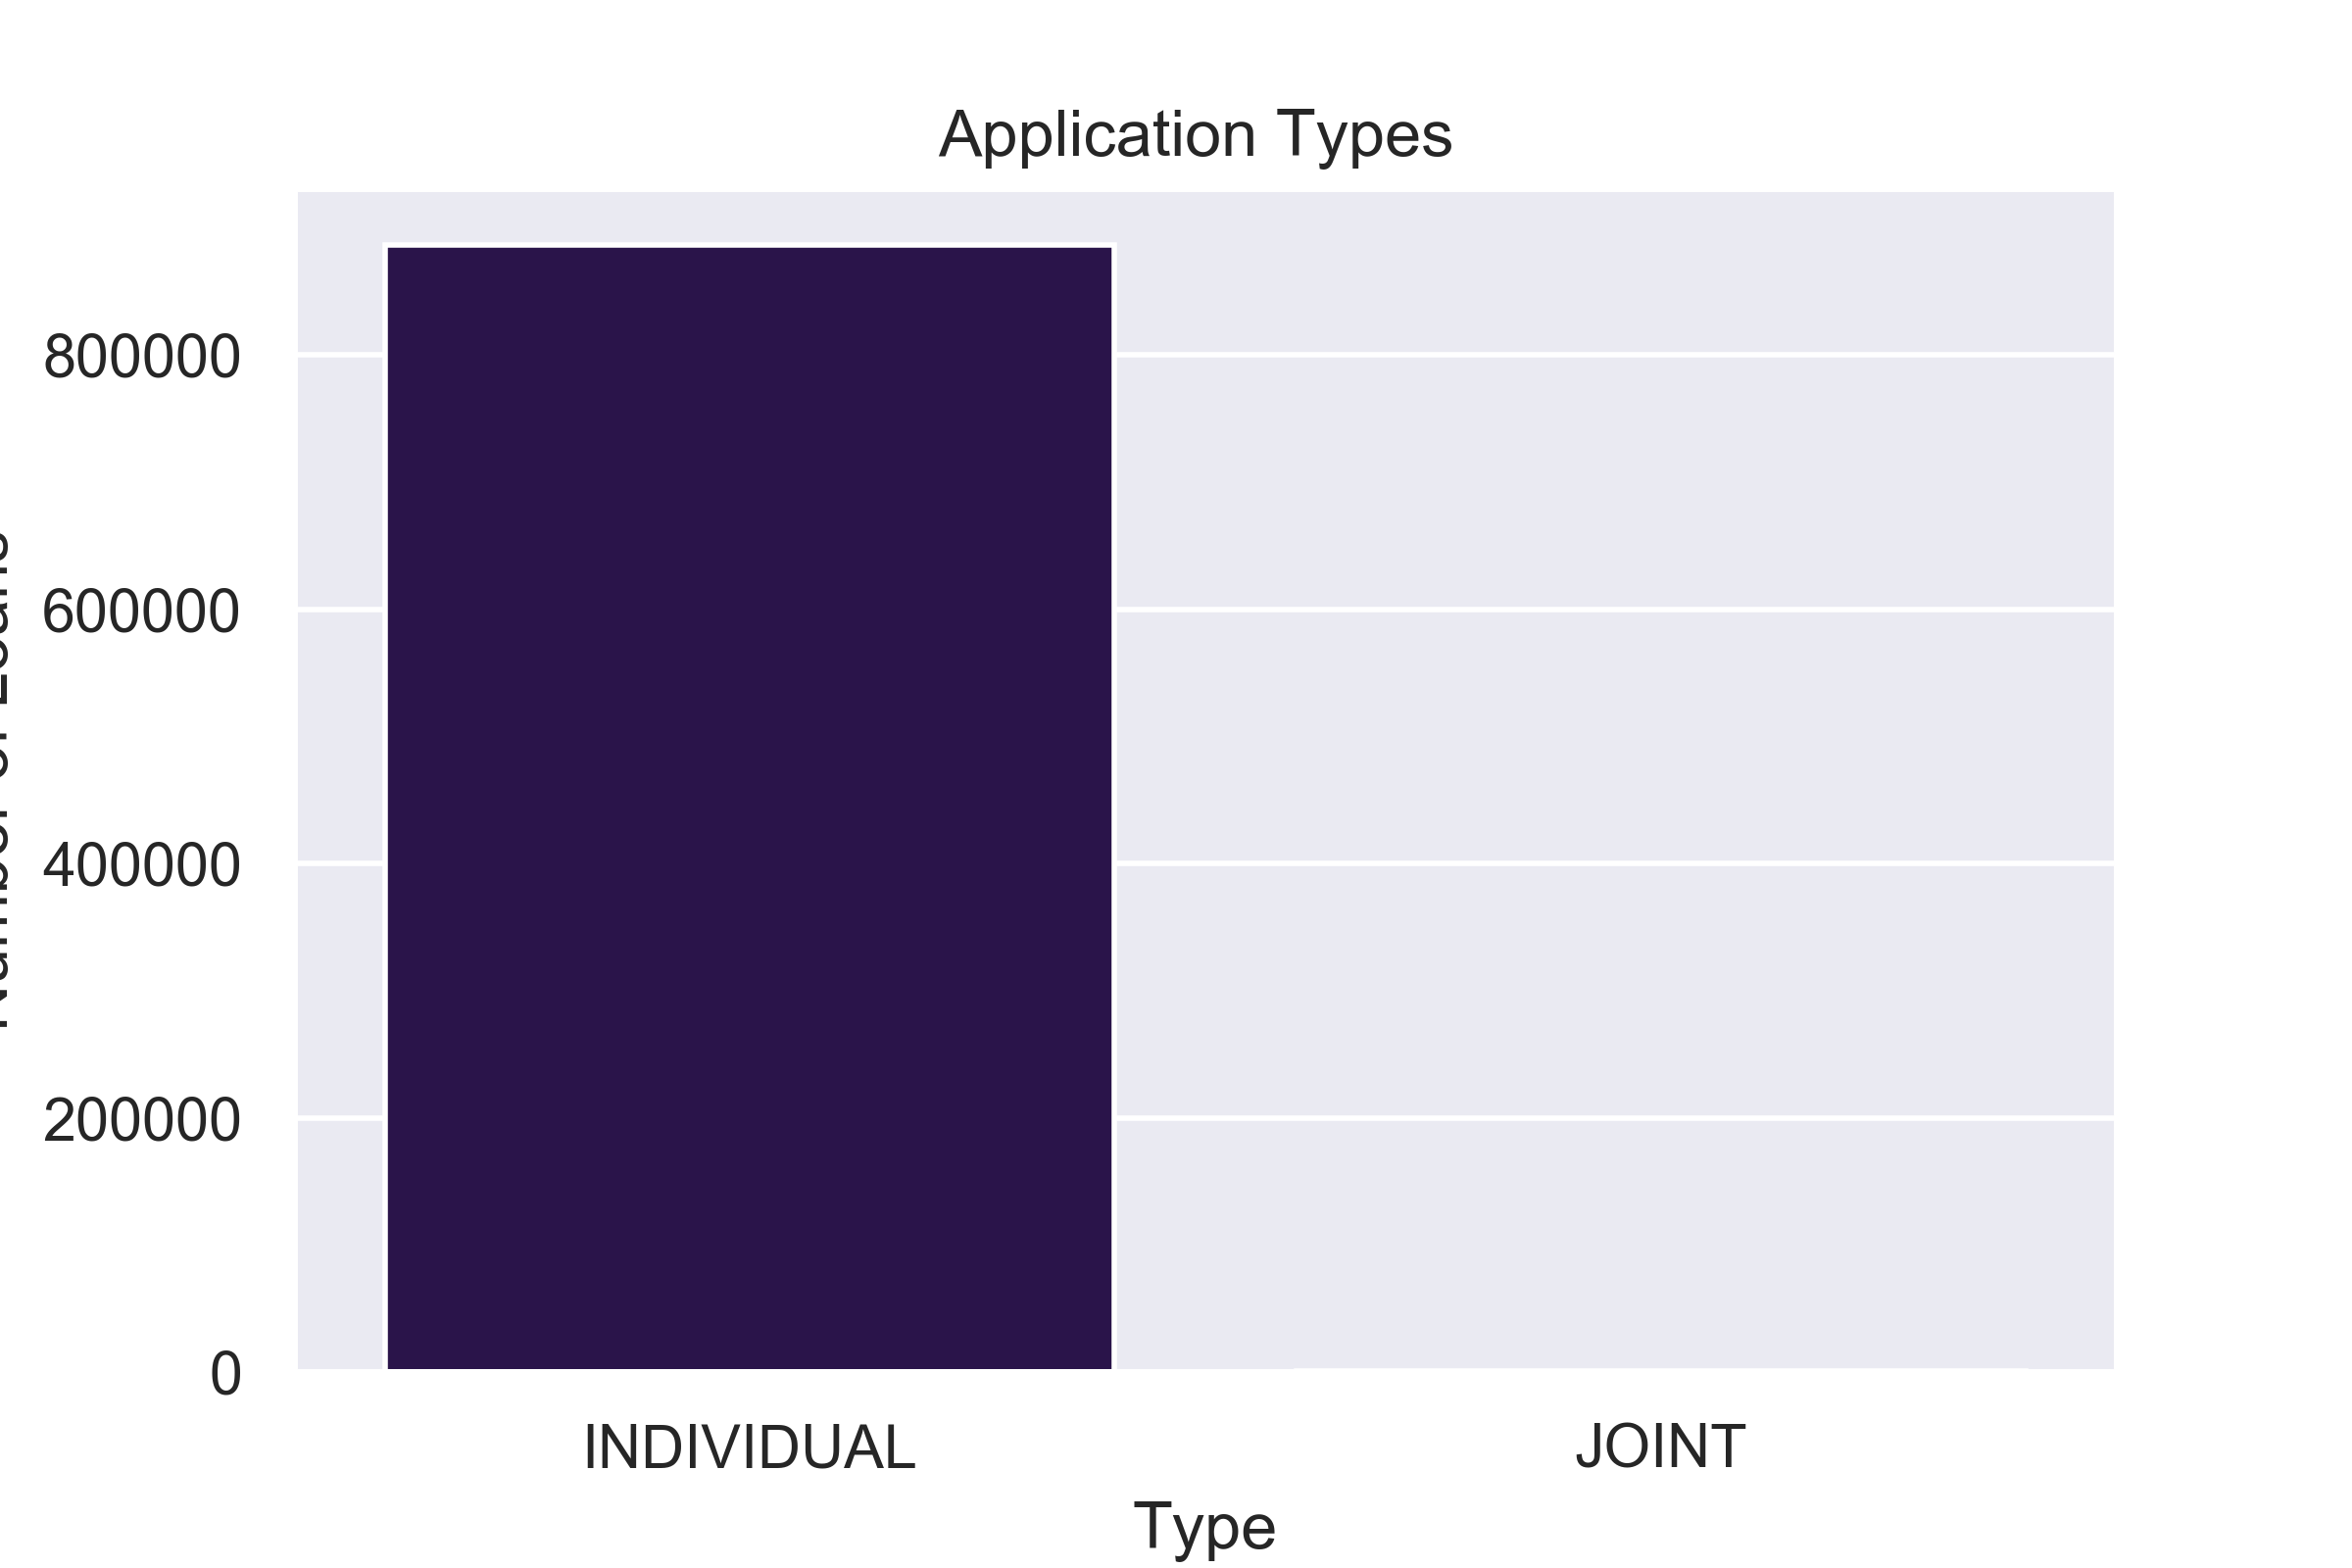 Application Types
800000
600000
400000
200000
0
INDIVIDUAL JOINT
Type